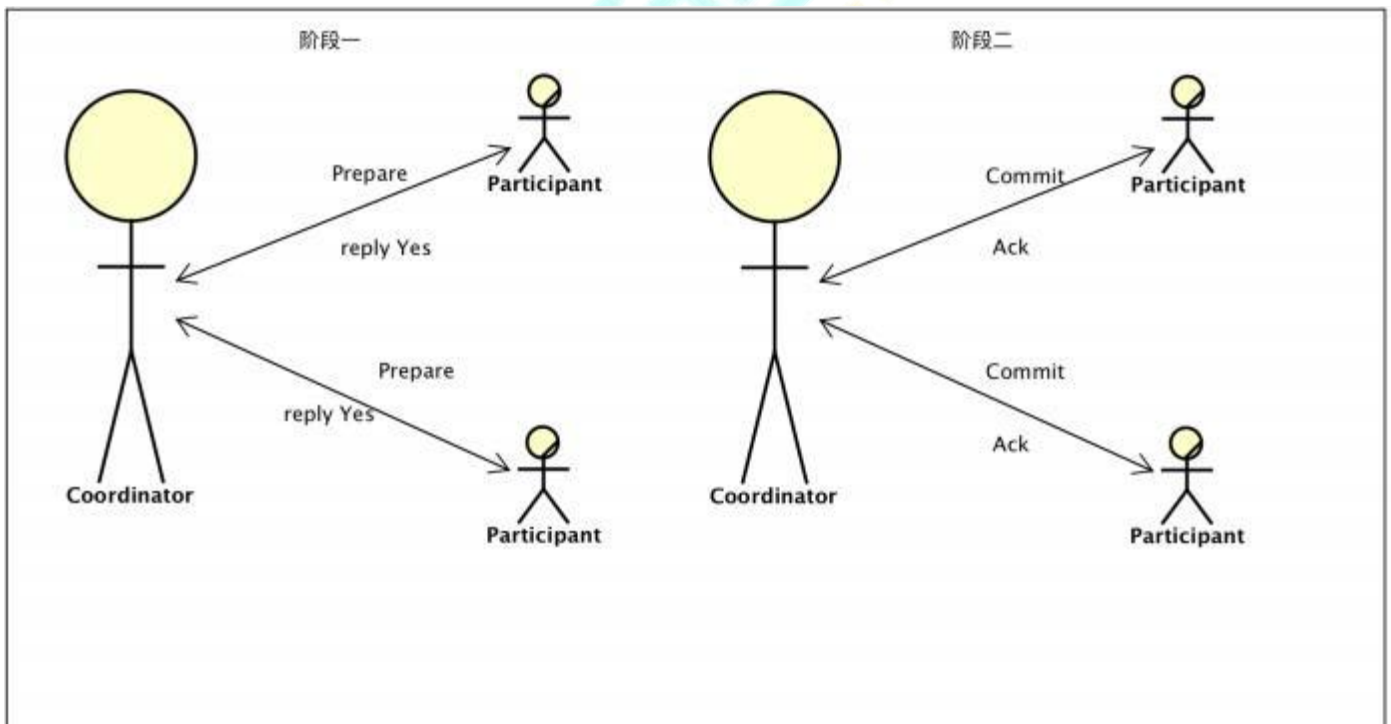 阶段一
Prepare
Participant
reply Yes
Prepare
reply Yes
Coordinator
Participant
阶段二
Commit
Participant
Ack
Commit
Ack
Coordinator
Participant